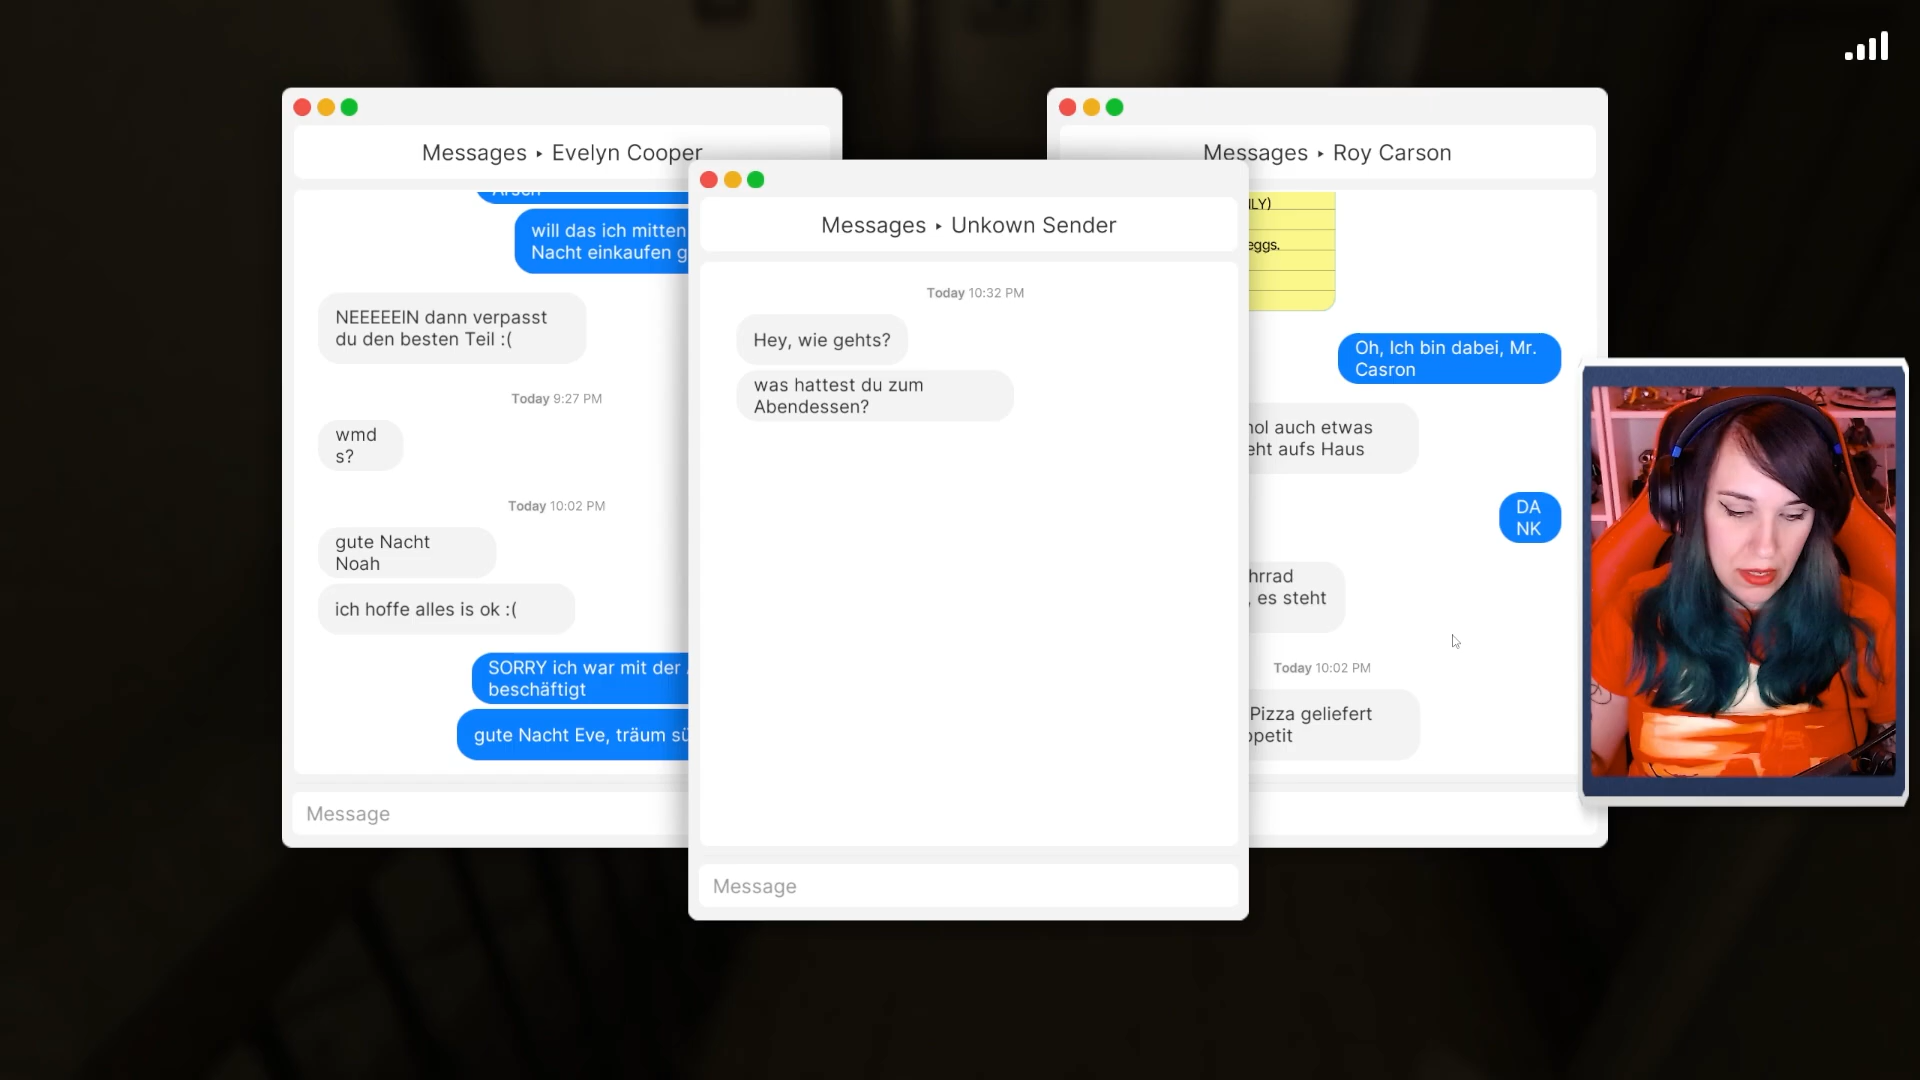 Messages ▸ Evelyn Cooper
will das ich mitten
Nacht einkaufen g
NEEEEEIN dann verpasst
du den besten Teil :(
Today 9:27 PM
wmd
s?
Today 10:02 PM
gute Nacht
Noah
ich hoffe alles is ok :(
SORRY ich war mit der
beschäftigt
gute Nacht Eve, träum sü
Message
Messages ▸ Unkown Sender
Today 10:32 PM
Hey, wie gehts?
was hattest du zum
Abendessen?
Message
Messages ▸ Roy Carson
ILY)
eggs.
Oh, Ich bin dabei, Mr.
Casron
hol auch etwas
eht aufs Haus
DA
NK
hrrad
, es steht
Today 10:02 PM
Pizza geliefert
petit